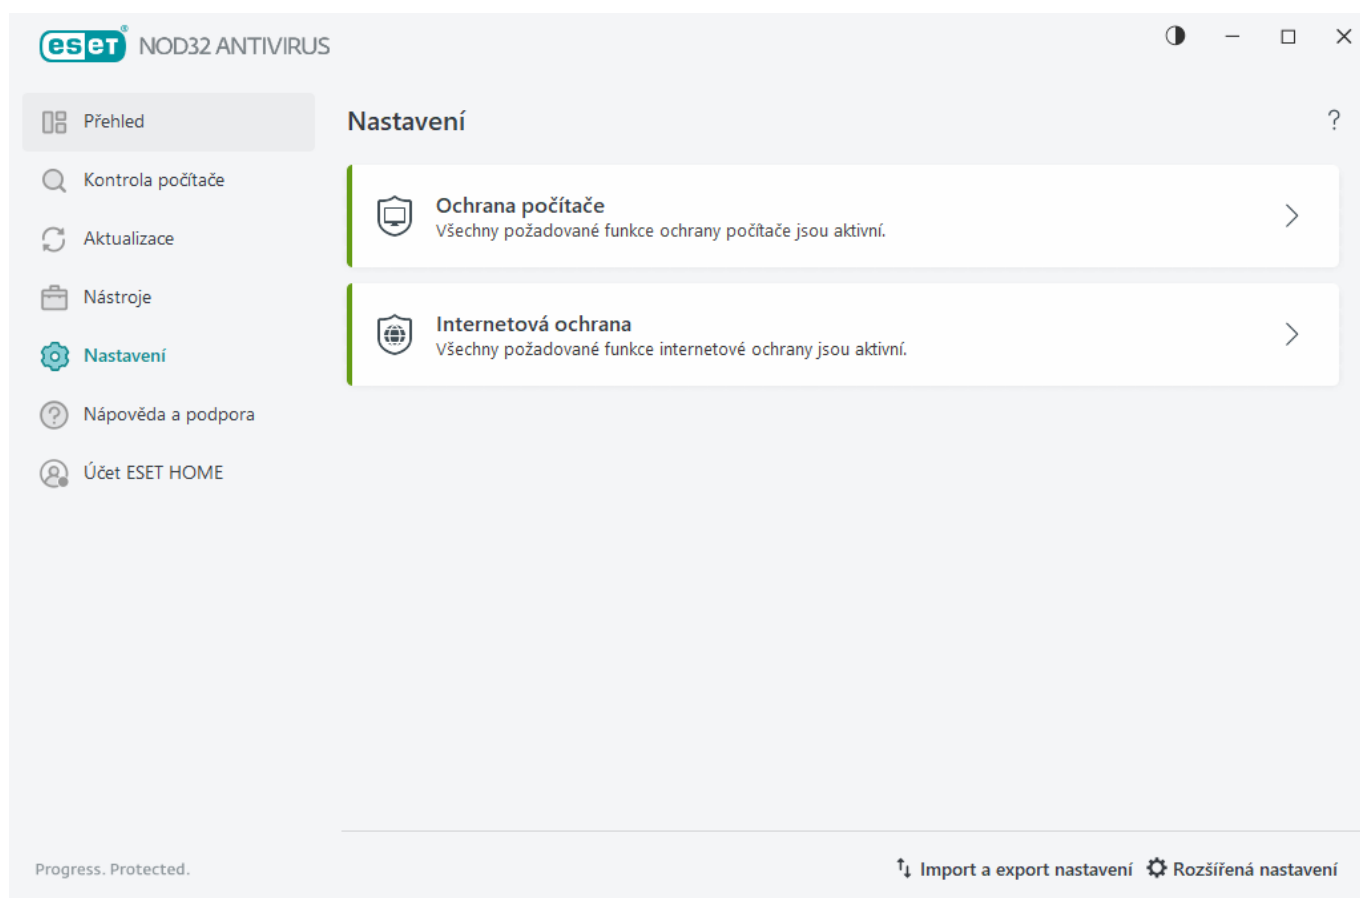 eset® NOD32 ANTIVIRUS
Přehled
Kontrola počítače
Aktualizace
Nástroje
Nastavení
Nápověda a podpora
Účet ESET HOME
Nastavení
?
Ochrana počítače
Všechny požadované funkce ochrany počítače jsou aktivní.
Internetová ochrana
Všechny požadované funkce internetové ochrany jsou aktivní.
Progress. Protected.
Import a export nastavení
Rozšířená nastavení